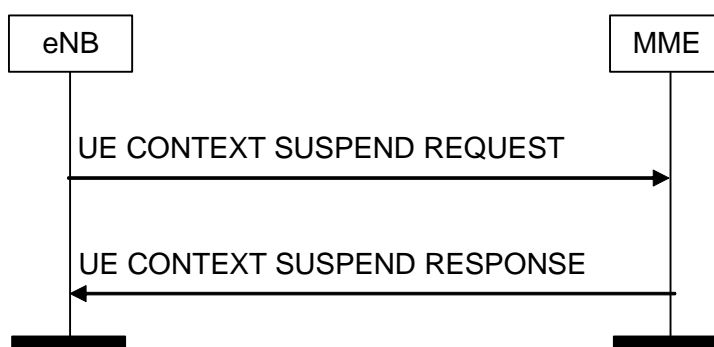 eNB
MME
UE CONTEXT SUSPEND REQUEST
UE CONTEXT SUSPEND RESPONSE